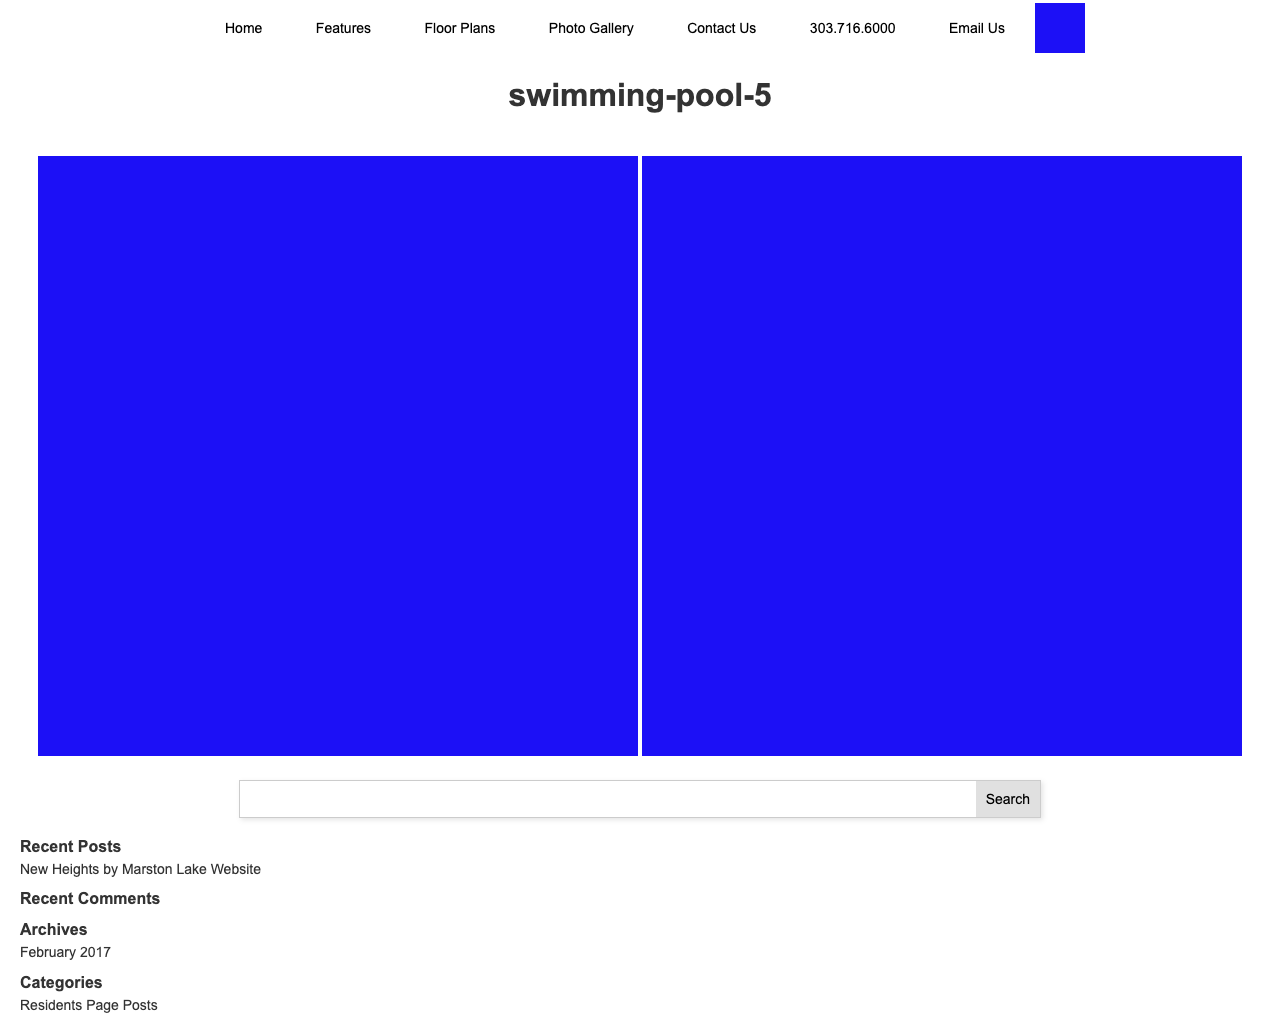 Home Features Floor Plans Photo Gallery Contact Us 303.716.6000 Email Us
swimming-pool-5
Search
Recent Posts
New Heights by Marston Lake Website
Recent Comments
Archives
February 2017
Categories
Residents Page Posts